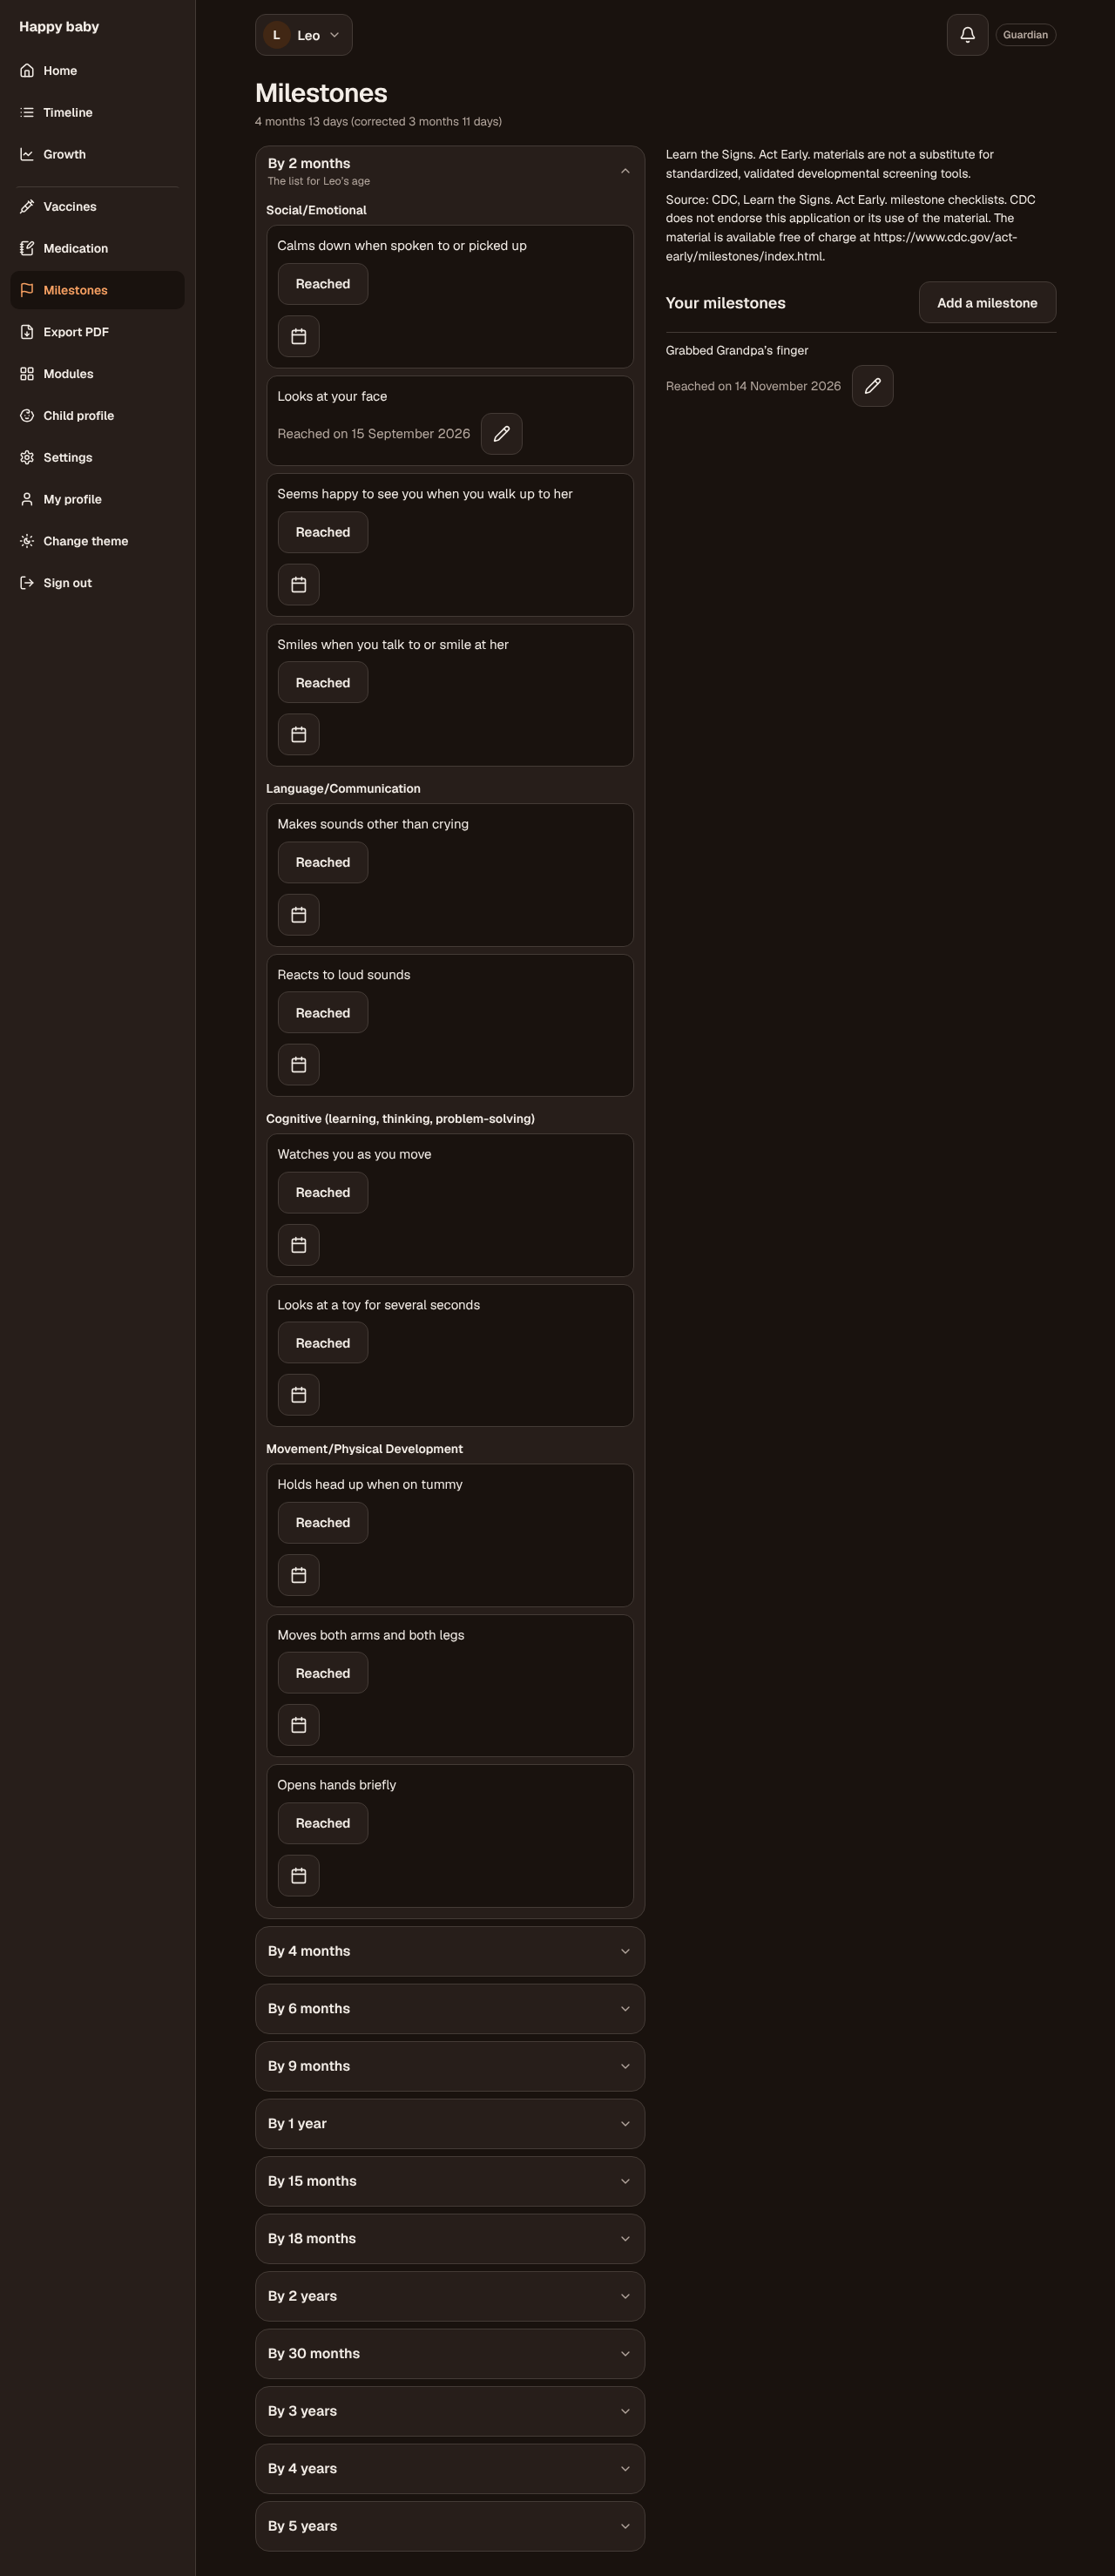 Happy baby
Home
Timeline
Growth
Vaccines
Medication
Milestones
Export PDF
Modules
Child profile
Settings
My profile
Change theme
Sign out
L Leo
Guardian
Milestones
4 months 13 days (corrected 3 months 11 days)
By 2 months
The list for Leo's age
Social/Emotional
Calms down when spoken to or picked up
Reached
Looks at your face
Reached on 15 September 2026
Seems happy to see you when you walk up to her
Reached
Smiles when you talk to or smile at her
Reached
Language/Communication
Makes sounds other than crying
Reached
Reacts to loud sounds
Reached
Cognitive (learning, thinking, problem-solving)
Watches you as you move
Reached
Looks at a toy for several seconds
Reached
Movement/Physical Development
Holds head up when on tummy
Reached
Moves both arms and both legs
Reached
Opens hands briefly
Reached
By 4 months
By 6 months
By 9 months
By 1 year
By 15 months
By 18 months
By 2 years
By 30 months
By 3 years
By 4 years
By 5 years
Learn the Signs. Act Early. materials are not a substitute for
standardized, validated developmental screening tools.
Source: CDC, Learn the Signs. Act Early. milestone checklists. CDC
does not endorse this application or its use of the material. The
material is available free of charge at https://www.cdc.gov/act-
early/milestones/index.html.
Your milestones
Add a milestone
Grabbed Grandpa's finger
Reached on 14 November 2026